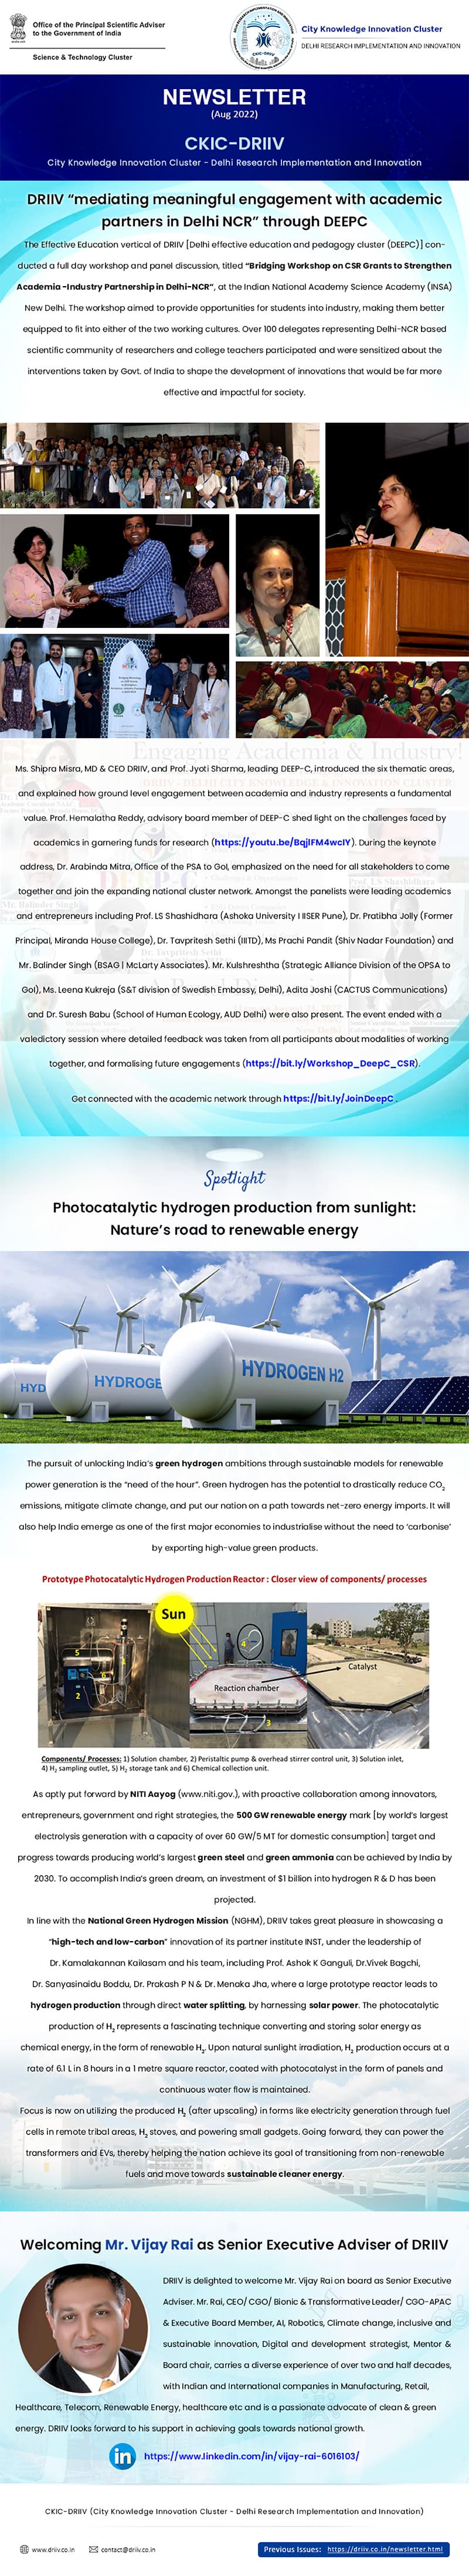 Office of the Principal Scientific Adviser
to the Government of India
Science & Technology Cluster
CKIC-DRIIV
City Knowledge Innovation Cluster
DELHI RESEARCH IMPLEMENTATION AND INNOVATION
NEWSLETTER
(Aug 2022)
CKIC-DRIIV
City Knowledge Innovation Cluster - Delhi Research Implementation and Innovation
DRIIV “mediating meaningful engagement with academic
partners in Delhi NCR” through DEEPC
The Effective Education vertical of DRIIV [Delhi effective education and pedagogy cluster (DEEPC)] con-
ducted a full day workshop and panel discussion, titled “Bridging Workshop on CSR Grants to Strengthen
Academia -Industry Partnership in Delhi-NCR”, at the Indian National Academy Science Academy (INSA)
New Delhi. The workshop aimed to provide opportunities for students into industry, making them better
equipped to fit into either of the two working cultures. Over 100 delegates representing Delhi-NCR based
scientific community of researchers and college teachers participated and were sensitized about the
interventions taken by Govt. of India to shape the development of innovations that would be far more
effective and impactful for society.
Engaging Academia & Industry!
DRIIV - DELHI CITY KNOWLEDGE & INNOVATION CLUSTER
Ms. Shipra Misra, MD & CEO DRIIV, and Prof. Jyoti Sharma, leading DEEP-C, introduced the six thematic areas,
and explained how ground level engagement between academia and industry represents a fundamental
value. Prof. Hemlatha Reddy, advisory board member of DEEP-C shed light on the challenges faced by
academics in garnering funds for research (https://youtu.be/BqjlFM4wcIY). During the keynote
address, Dr. Arabinda Mitra, Office of the PSA to GoI, emphasized on the need for all stakeholders to come
together and join the expanding national cluster network. Amongst the panelists were leading academics
and entrepreneurs including Prof. LS Shashidhara (Ashoka University I IISER Pune), Dr. Pratibha Jolly (Former
Principal, Miranda House College), Dr. Tavpritesh Sethi (IIITD), Ms Prachi Pandit (Shiv Nadar Foundation) and
Mr. Balinder Singh (BSAG | McLarty Associates). Mr. Kulshreshtha (Strategic Alliance Division of the OPSA to
GoI), Ms. Leena Kukreja (S&T division of Swedish Embassy, Delhi), Adita Joshi (CACTUS Communications)
and Dr. Suresh Babu (School of Human Ecology, AUD Delhi) were also present. The event ended with a
valedictory session where detailed feedback was taken from all participants about modalities of working
together, and formalising future engagements (https://bit.ly/Workshop_DeepC_CSR).
Get connected with the academic network through https://bit.ly/JoinDeepC .
Spotlight
Photocatalytic hydrogen production from sunlight:
Nature’s road to renewable energy
HYD
HYDROGE
HYDROGEN H2
The pursuit of unlocking India’s green hydrogen ambitions through sustainable models for renewable
power generation is the “need of the hour”. Green hydrogen has the potential to drastically reduce CO2
emissions, mitigate climate change, and put our nation on a path towards net-zero energy imports. It will
also help India emerge as one of the first major economies to industrialise without the need to ‘carbonise’
by exporting high-value green products.
Prototype Photocatalytic Hydrogen Production Reactor : Closer view of components/ processes
Sun
5
1
6
2
4
Reaction chamber
3
Catalyst
Components/ Processes: 1) Solution chamber, 2) Peristaltic pump & overhead stirrer control unit, 3) Solution inlet,
4) H2 sampling outlet, 5) H2 storage tank and 6) Chemical collection unit.
As aptly put forward by NITI Aayog (www.niti.gov.), with proactive collaboration among innovators,
entrepreneurs, government and right strategies, the 500 GW renewable energy mark [by world’s largest
electrolysis generation with a capacity of over 60 GW/5 MT for domestic consumption] target and
progress towards producing world’s largest green steel and green ammonia can be achieved by India by
2030. To accomplish India’s green dream, an investment of $1 billion into hydrogen R & D has been
projected.
In line with the National Green Hydrogen Mission (NGHM), DRIIV takes great pleasure in showcasing a
“high-tech and low-carbon” innovation of its partner institute INST, under the leadership of
Dr. Kamalakannan Kailasam and his team, including Prof. Ashok K Ganguli, Dr.Vivek Bagchi,
Dr. Sanyasinaidu Boddu, Dr. Prakash P N & Dr. Menaka Jha, where a large prototype reactor leads to
hydrogen production through direct water splitting, by harnessing solar power. The photocatalytic
production of H2 represents a fascinating technique converting and storing solar energy as
chemical energy, in the form of renewable H2. Upon natural sunlight irradiation, H2 production occurs at a
rate of 6.1 L in 8 hours in a 1 metre square reactor, coated with photocatalyst in the form of panels and
continuous water flow is maintained.
Focus is now on utilizing the produced H2 (after upscaling) in forms like electricity generation through fuel
cells in remote tribal areas, H2 stoves, and powering small gadgets. Going forward, they can power the
transformers and EVs, thereby helping the nation achieve its goal of transitioning from non-renewable
fuels and move towards sustainable cleaner energy.
Welcoming Mr. Vijay Rai as Senior Executive Adviser of DRIIV
DRIIV is delighted to welcome Mr. Vijay Rai on board as Senior Executive
Adviser. Mr. Rai, CEO/ CGO/ Bionic & Transformative Leader/ CGO-APAC
& Executive Board Member, AI, Robotics, Climate change, inclusive and
sustainable innovation, Digital and development strategist, Mentor &
Board chair, carries a diverse experience of over two and half decades,
with Indian and International companies in Manufacturing, Retail,
Healthcare, Telecom, Renewable Energy, healthcare etc and is a passionate advocate of clean & green
energy. DRIIV looks forward to his support in achieving goals towards national growth.
in
https://www.linkedin.com/in/vijay-rai-6016103/
CKIC-DRIIV (City Knowledge Innovation Cluster - Delhi Research Implementation and Innovation)
www.driiv.co.in
contact@driiv.co.in
Previous Issues: https://driiv.co.in/newsletter.html